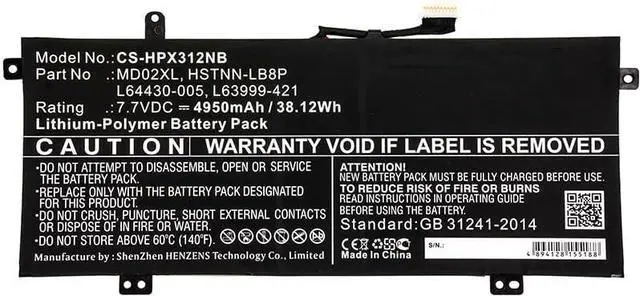 Model No.: CS-HPX312NB
Part No : MD02XL, HSTNN-LB8P
L64430-005, L63999-421
Rating : 7.7VDC = 4950mAh / 38.12Wh
Lithium-Polymer Battery Pack
CAUTION WARRANTY VOID IF LABEL IS REMOVED
•DO NOT ATTEMPT TO DISASSEMBLE, OPEN OR SERVICE
THE BATTERY PACK.
•REPLACE ONLY WITH THE BATTERY PACK DESIGNATED
FOR THIS PRODUCT.
•DO NOT CRUSH, PUNCTURE, SHORT EXTERNAL CONTACTS
OR DISPOSE OF IN FIRE OR WATER.
•DO NOT STORE ABOVE 60°C (140°F).
Manufacture by : ShenZhen HENZENS Technology Co., Limited
ATTENTION!
NEW BATTERY PACK MUST BE FULLY CHARGED BEFORE USE.
TO REDUCE RISK OF FIRE OR BURNS
READ INSTRUCTIONS IN OPERATING GUIDE
BEFORE USING THE BATTERY PACK.
Standard: GB 31241-2014
CE
Made in China
S/N.:
4 894128 155188